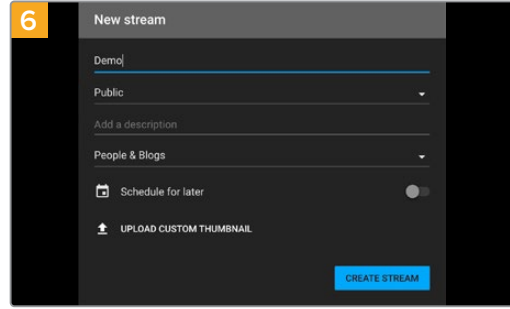 6
New stream
Demo
Public
Add a description
People & Blogs
Schedule for later
UPLOAD CUSTOM THUMBNAIL
CREATE STREAM